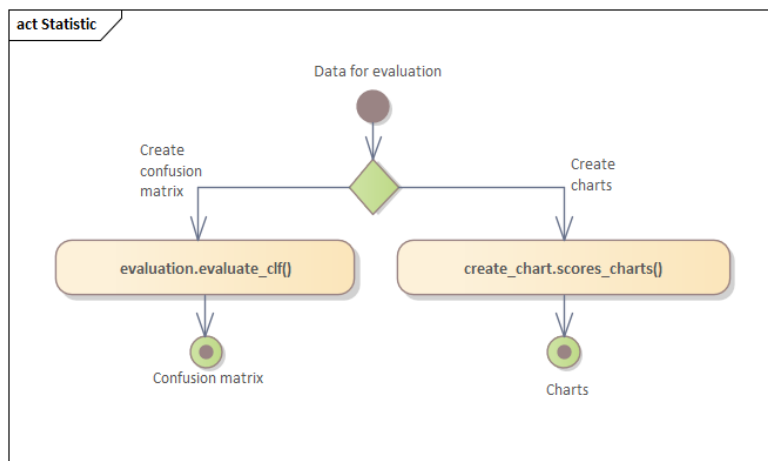 act Statistic
Data for evaluation
Create
confusion
matrix
Create
charts
evaluation.evaluate_clf()
create_chart.scores_charts()
Confusion matrix
Charts